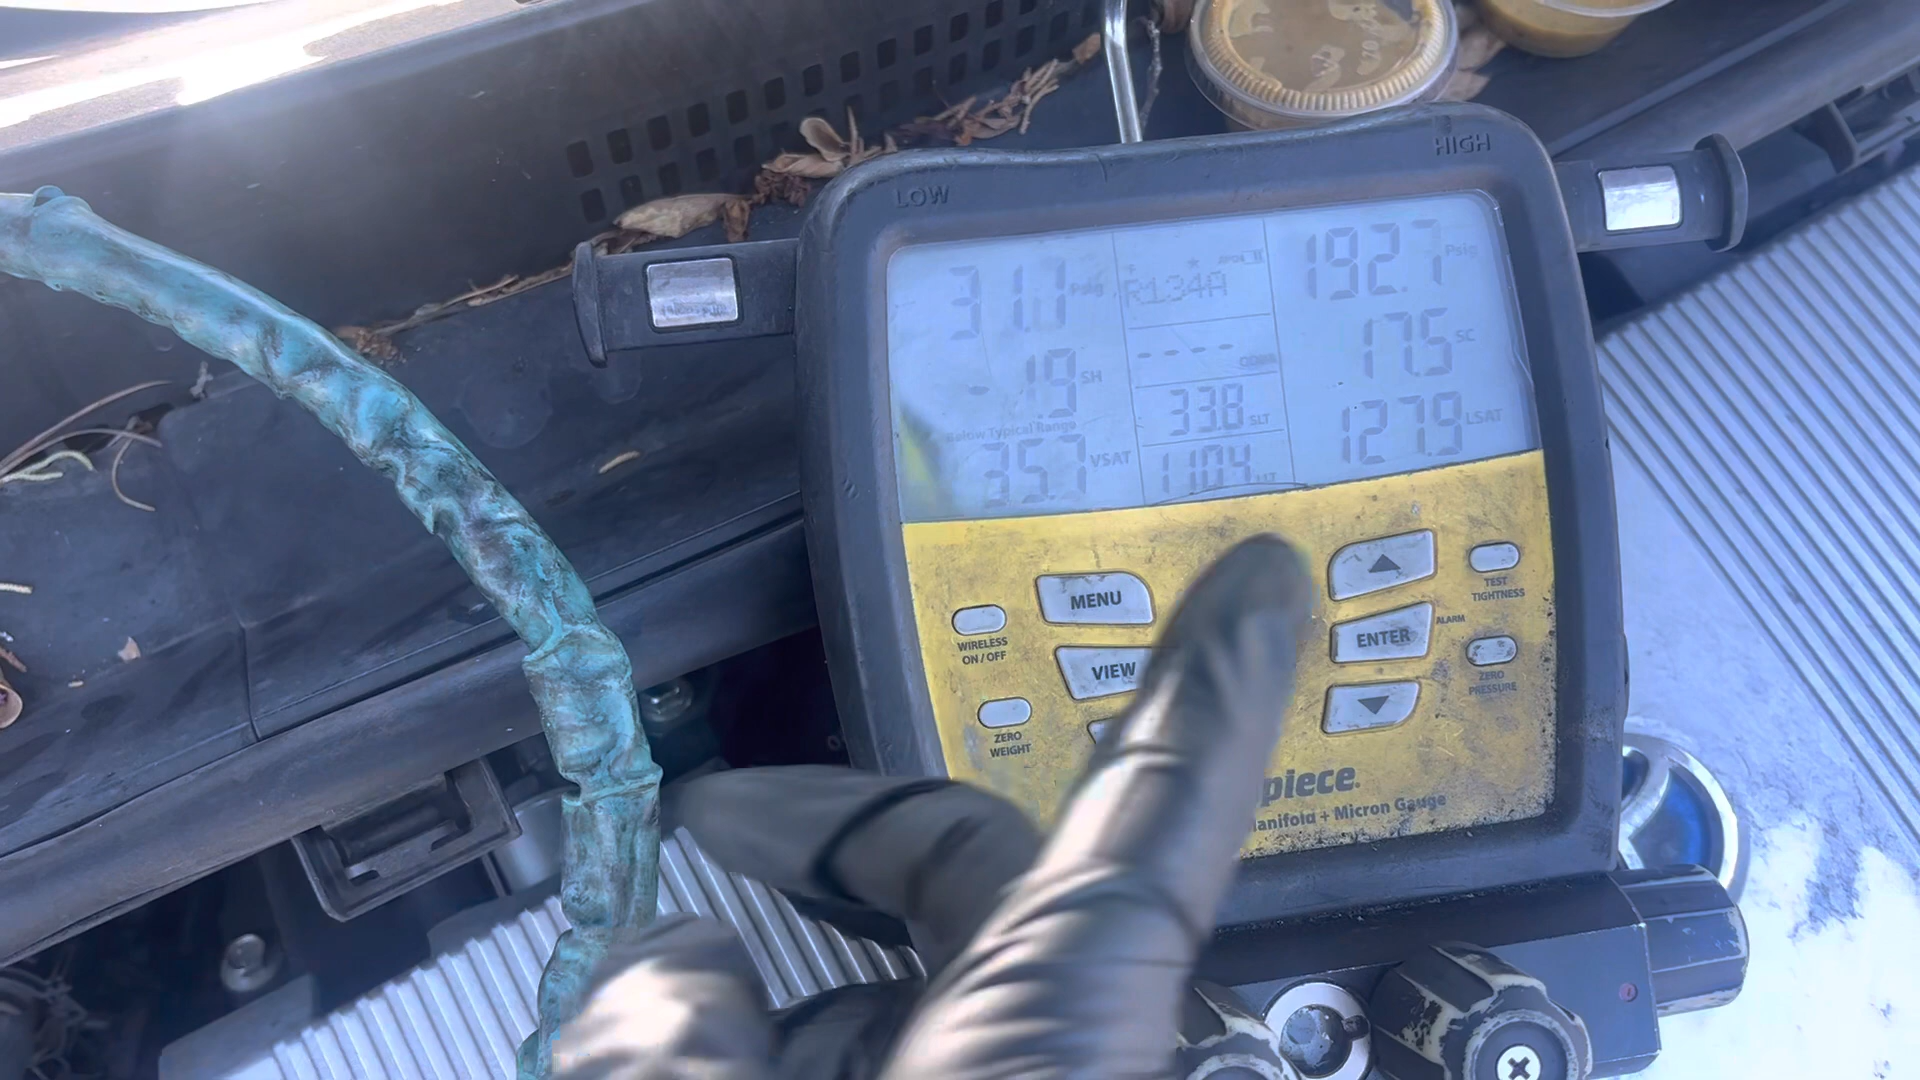 LOW
HIGH
31.1 Psig
R134A
192.7 Psig
-1.9 SH
- - - -
17.5 SC
Below Typical Range
33.8 SLT
127.9 LSAT
35.7 VSAT
110.4 LLT
MENU
TEST TIGHTNESS
WIRELESS ON / OFF
ENTER
ALARM
VIEW
ZERO PRESSURE
ZERO WEIGHT
piece
Manifold + Micron Gauge